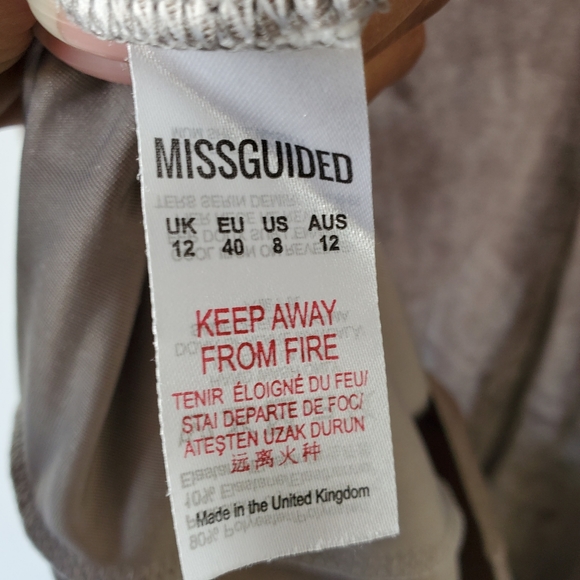 MISSGUIDED
UK EU US AUS
12 40 8 12
KEEP AWAY
FROM FIRE
TENIR ÉLOIGNÉ DU FEU/
STAI DEPARTE DE FOC/
ATEŞTEN UZAK DURUN
远离火种
Made in the United Kingdom